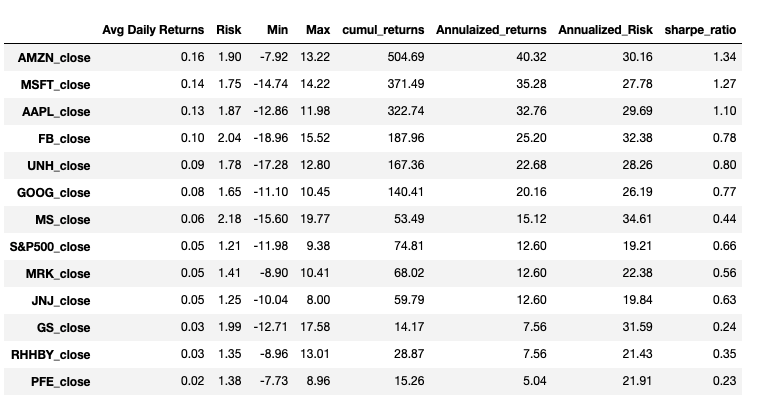 Avg Daily Returns Risk Min Max cumul_returns Annulaized_returns Annualized_Risk sharpe_ratio
AMZN_close 0.16 1.90 -7.92 13.22 504.69 40.32 30.16 1.34
MSFT_close 0.14 1.75 -14.74 14.22 371.49 35.28 27.78 1.27
AAPL_close 0.13 1.87 -12.86 11.98 322.74 32.76 29.69 1.10
FB_close 0.10 2.04 -18.96 15.52 187.96 25.20 32.38 0.78
UNH_close 0.09 1.78 -17.28 12.80 167.36 22.68 28.26 0.80
GOOG_close 0.08 1.65 -11.10 10.45 140.41 20.16 26.19 0.77
MS_close 0.06 2.18 -15.60 19.77 53.49 15.12 34.61 0.44
S&P500_close 0.05 1.21 -11.98 9.38 74.81 12.60 19.21 0.66
MRK_close 0.05 1.41 -8.90 10.41 68.02 12.60 22.38 0.56
JNJ_close 0.05 1.25 -10.04 8.00 59.79 12.60 19.84 0.63
GS_close 0.03 1.99 -12.71 17.58 14.17 7.56 31.59 0.24
RHHBY_close 0.03 1.35 -8.96 13.01 28.87 7.56 21.43 0.35
PFE_close 0.02 1.38 -7.73 8.96 15.26 5.04 21.91 0.23